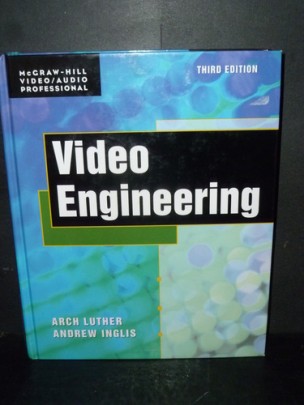 McGRAW-HILL
VIDEO/AUDIO
PROFESSIONAL
THIRD EDITION
Video
Engineering
ARCH LUTHER
ANDREW INGLIS